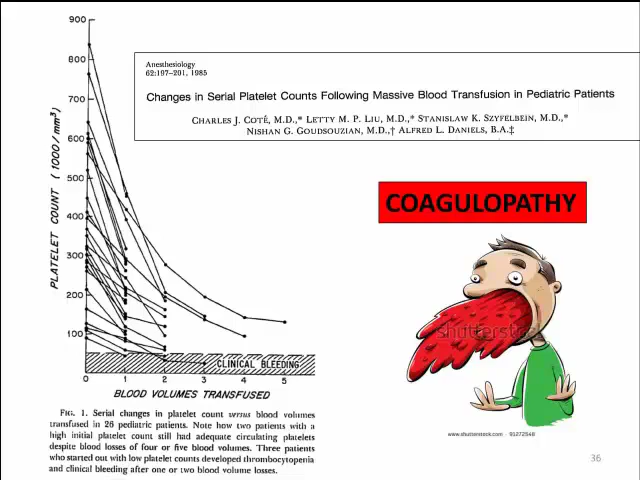 900
800
700
600
500
400
300
200
100
PLATELET COUNT (1000/mm³)
CLINICAL BLEEDING
0 1 2 3 4 5
BLOOD VOLUMES TRANSFUSED
FIG. 1. Serial changes in platelet count versus blood volumes
transfused in 26 pediatric patients. Note how two patients with a
high initial platelet count still had adequate circulating platelets
despite blood losses of four or five blood volumes. Three patients
who started out with low platelet counts developed thrombocytopenia
and clinical bleeding after one or two blood volume losses.
Anesthesiology
62:197–201, 1985
Changes in Serial Platelet Counts Following Massive Blood Transfusion in Pediatric Patients
CHARLES J. COTÉ, M.D.,* LETTY M. P. LIU, M.D.,* STANISLAW K. SZYFELBEIN, M.D.,*
NISHAN G. GOUDSOUZIAN, M.D.,† ALFRED L. DANIELS, B.A.‡
COAGULOPATHY
shutterstock
www.shutterstock.com · 91272548
36